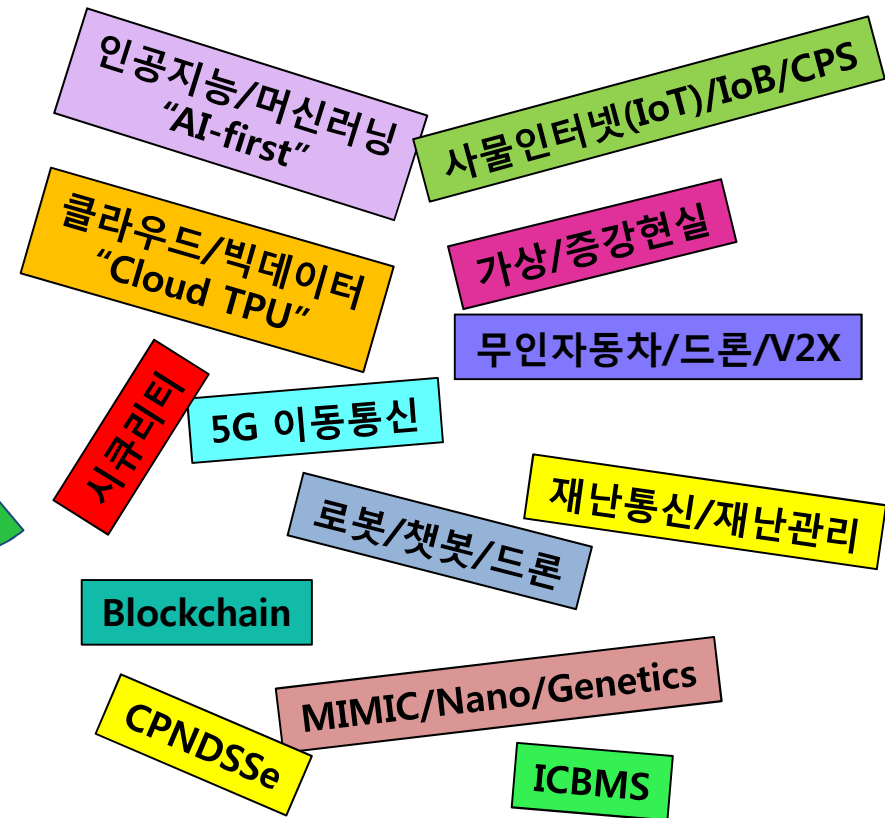 인공지능/머신러닝
“AI-first”
사물인터넷(IoT)/IoB/CPS
클라우드/빅데이터
“Cloud TPU”
가상/증강현실
무인자동차/드론/V2X
시큐리티
5G 이동통신
재난통신/재난관리
로봇/챗봇/드론
Blockchain
MIMIC/Nano/Genetics
CPNDSSe
ICBMS